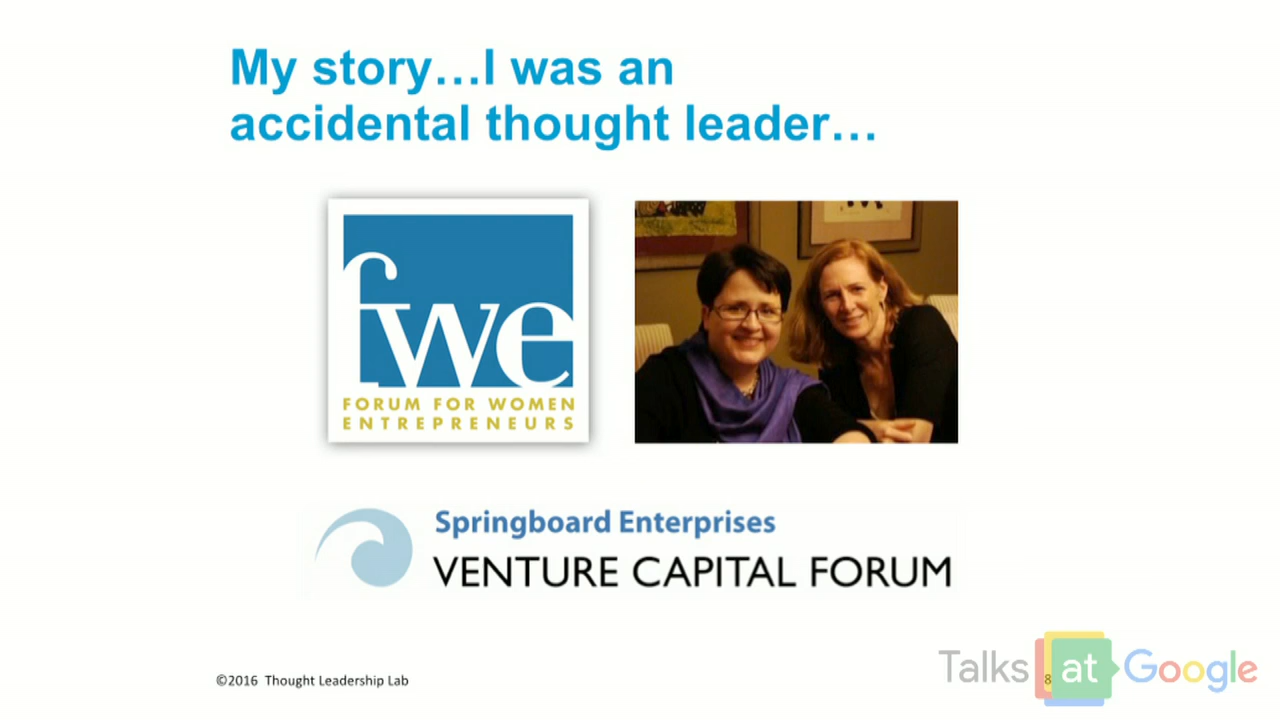 My story…I was an
accidental thought leader…
fwe
FORUM FOR WOMEN
ENTREPRENEURS
Springboard Enterprises
VENTURE CAPITAL FORUM
©2016 Thought Leadership Lab
8
Talks at Google